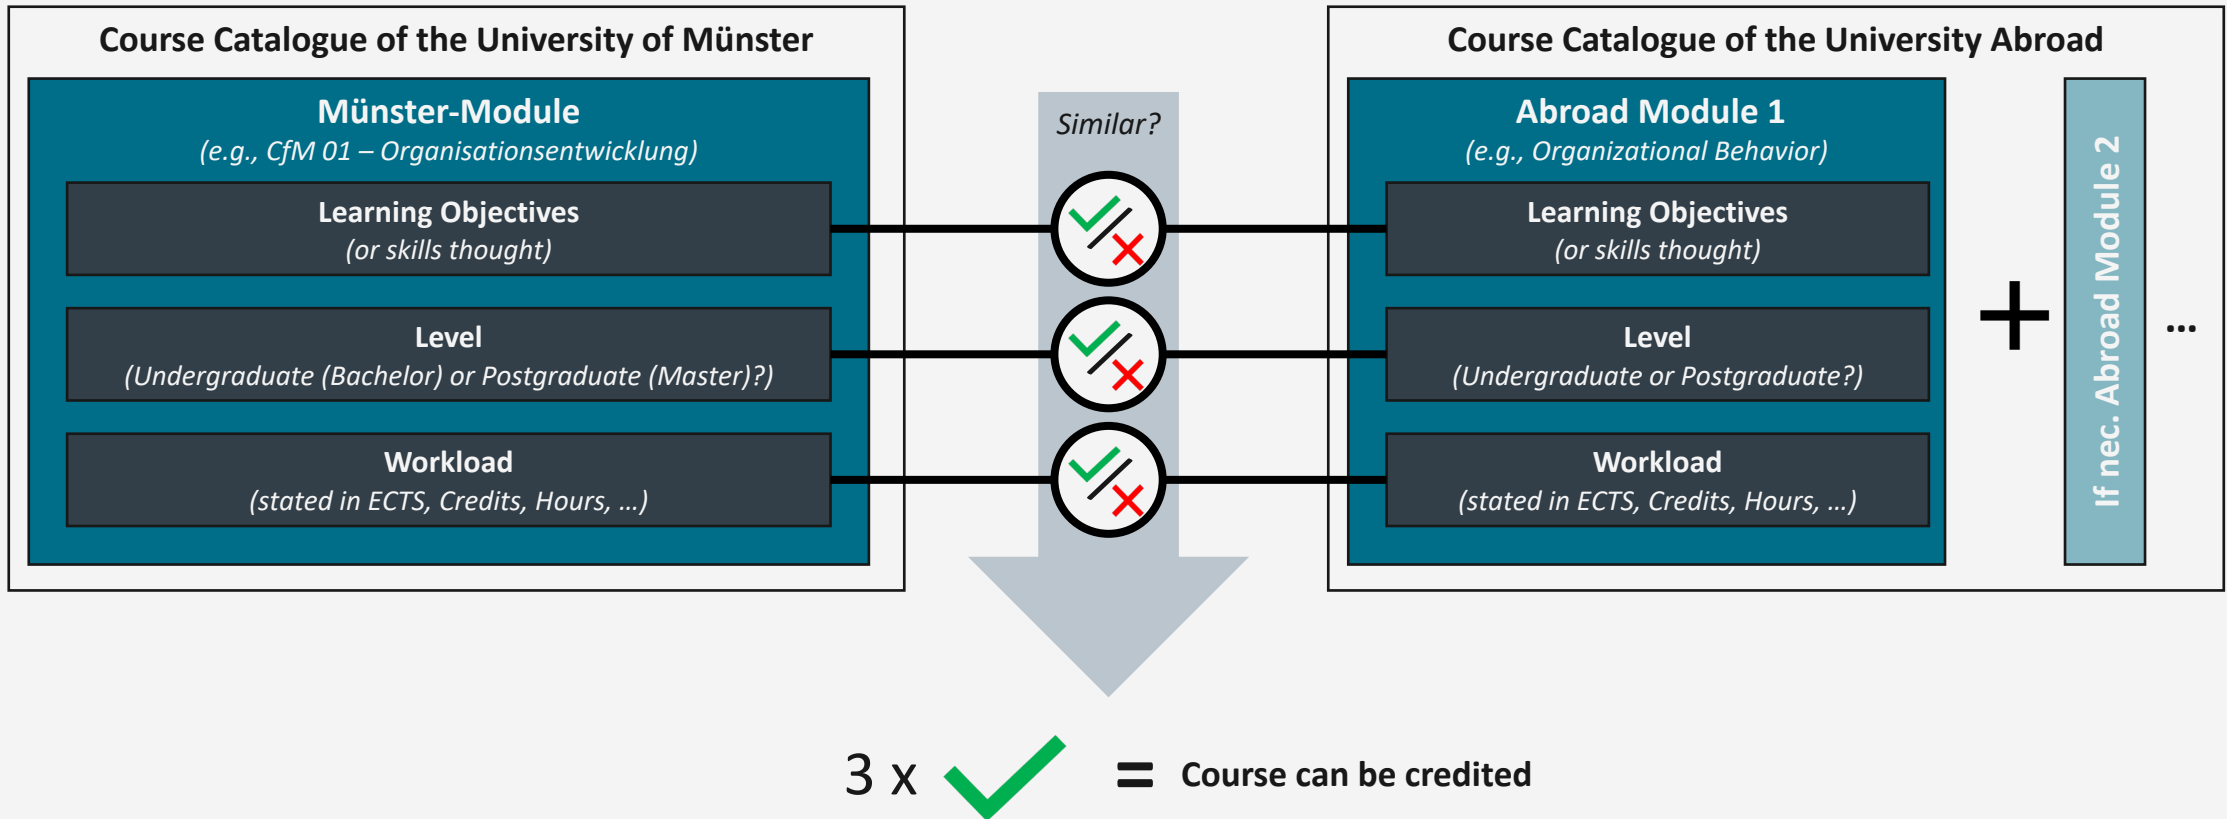 Course Catalogue of the University of Münster
Münster-Module
(e.g., CfM 01 – Organisationsentwicklung)
Learning Objectives
(or skills thought)
Level
(Undergraduate (Bachelor) or Postgraduate (Master)?)
Workload
(stated in ECTS, Credits, Hours, …)
Similar?
Course Catalogue of the University Abroad
Abroad Module 1
(e.g., Organizational Behavior)
Learning Objectives
(or skills thought)
Level
(Undergraduate or Postgraduate?)
Workload
(stated in ECTS, Credits, Hours, …)
+
If nec. Abroad Module 2
…
3 x
= Course can be credited